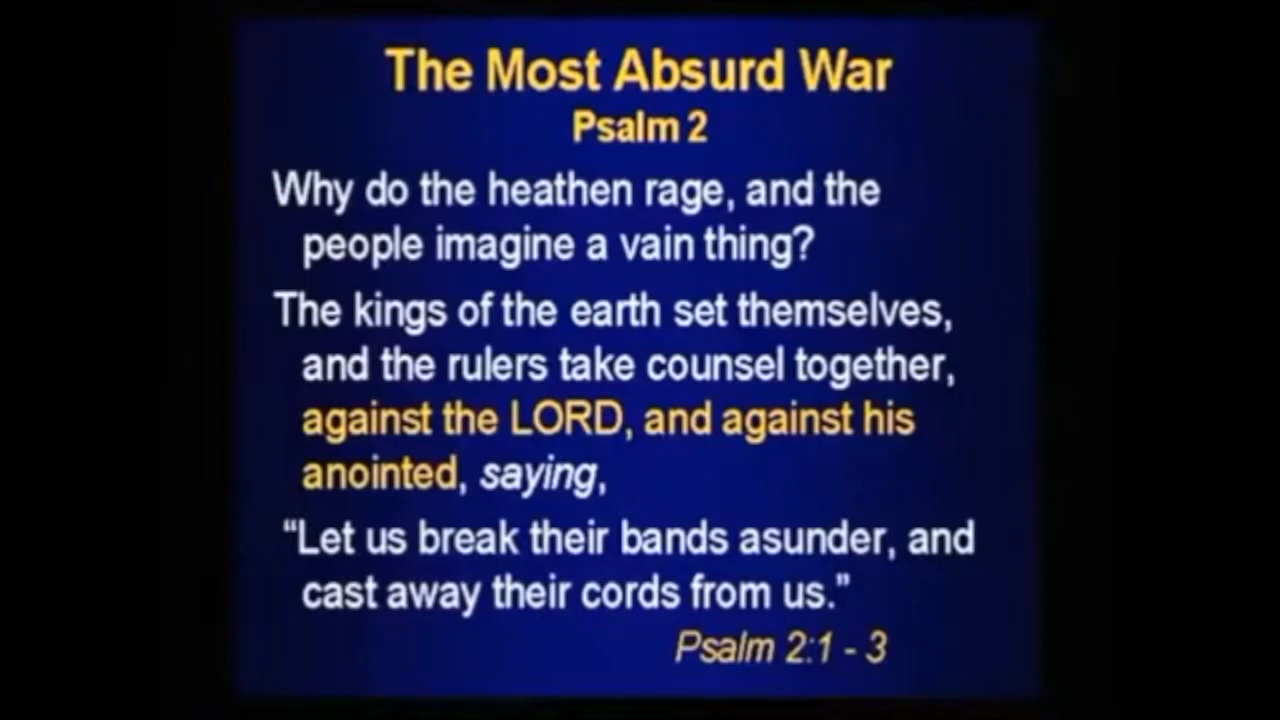 The Most Absurd War
Psalm 2
Why do the heathen rage, and the
people imagine a vain thing?
The kings of the earth set themselves,
and the rulers take counsel together,
against the LORD, and against his
anointed, saying,
“Let us break their bands asunder, and
cast away their cords from us.”
Psalm 2:1 - 3